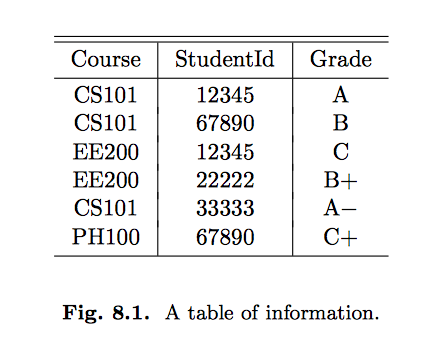 Course StudentId Grade
CS101 12345 A
CS101 67890 B
EE200 12345 C
EE200 22222 B+
CS101 33333 A−
PH100 67890 C+
Fig. 8.1. A table of information.